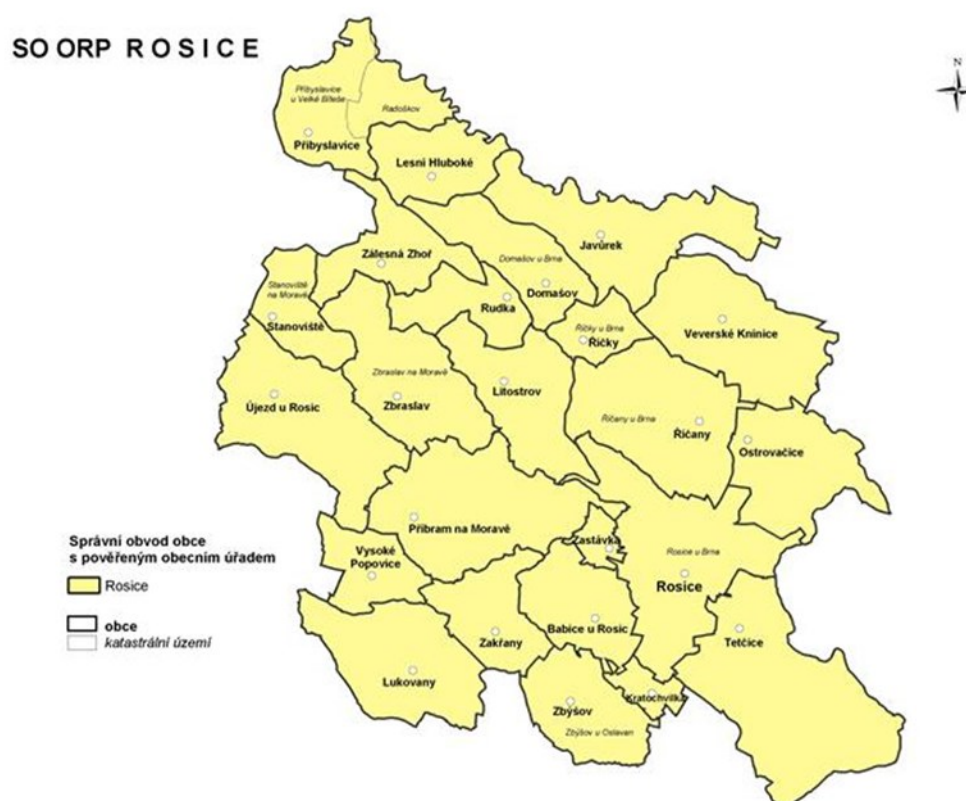 SO ORP ROSICE
N
Přibyslavice
u Velké Bíteše
Radoškov
Přibyslavice
Lesní Hluboké
Javůrek
Zálesná Zhoř
Domašov u Brna
Domašov
Stanoviště
na Moravě
Stanoviště
Rudka
Říčky u Brna
Říčky
Veverské Knínice
Zbraslav na Moravě
Zbraslav
Litostrov
Újezd u Rosic
Říčany u Brna
Říčany
Ostrovačice
Příbram na Moravě
Zastávka
Rosice u Brna
Rosice
Vysoké
Popovice
Zakřany
Babice u Rosic
Tetčice
Lukovany
Kratochvilka
Zbýšov
Zbýšov u Oslavan
Správní obvod obce
s pověřeným obecním úřadem
Rosice
obce
katastrální území